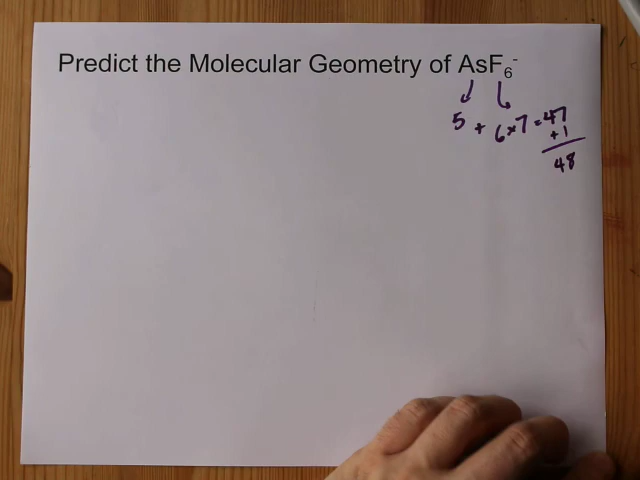 Predict the Molecular Geometry of AsF₆⁻
5 + 6×7 = 47
+1
48